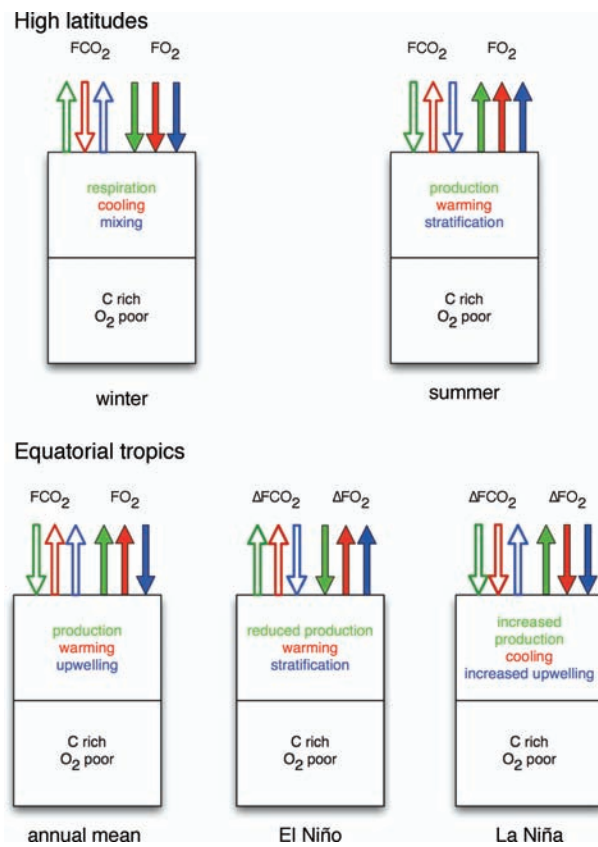 High latitudes
FCO2 FO2
respiration
cooling
mixing
C rich
O2 poor
winter
FCO2 FO2
production
warming
stratification
C rich
O2 poor
summer
Equatorial tropics
FCO2 FO2
production
warming
upwelling
C rich
O2 poor
annual mean
ΔFCO2 ΔFO2
reduced production
warming
stratification
C rich
O2 poor
El Niño
ΔFCO2 ΔFO2
increased
production
cooling
increased upwelling
C rich
O2 poor
La Niña